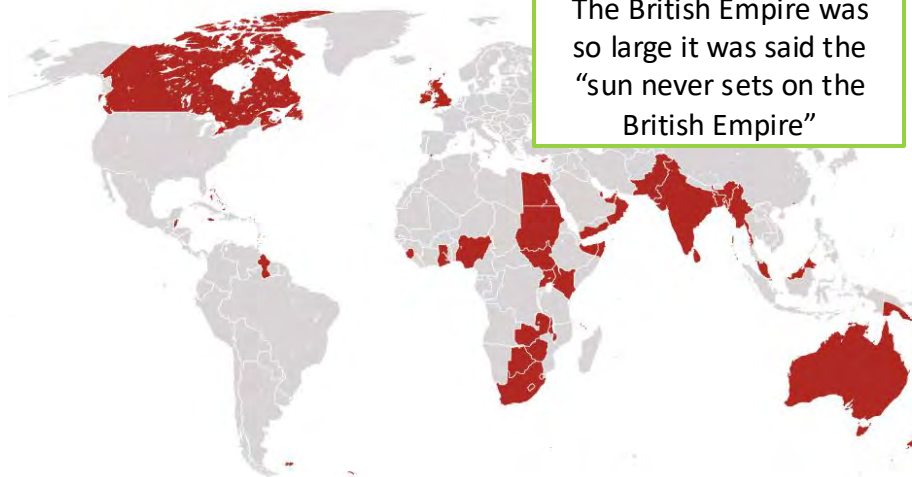 The British Empire was
so large it was said the
“sun never sets on the
British Empire”